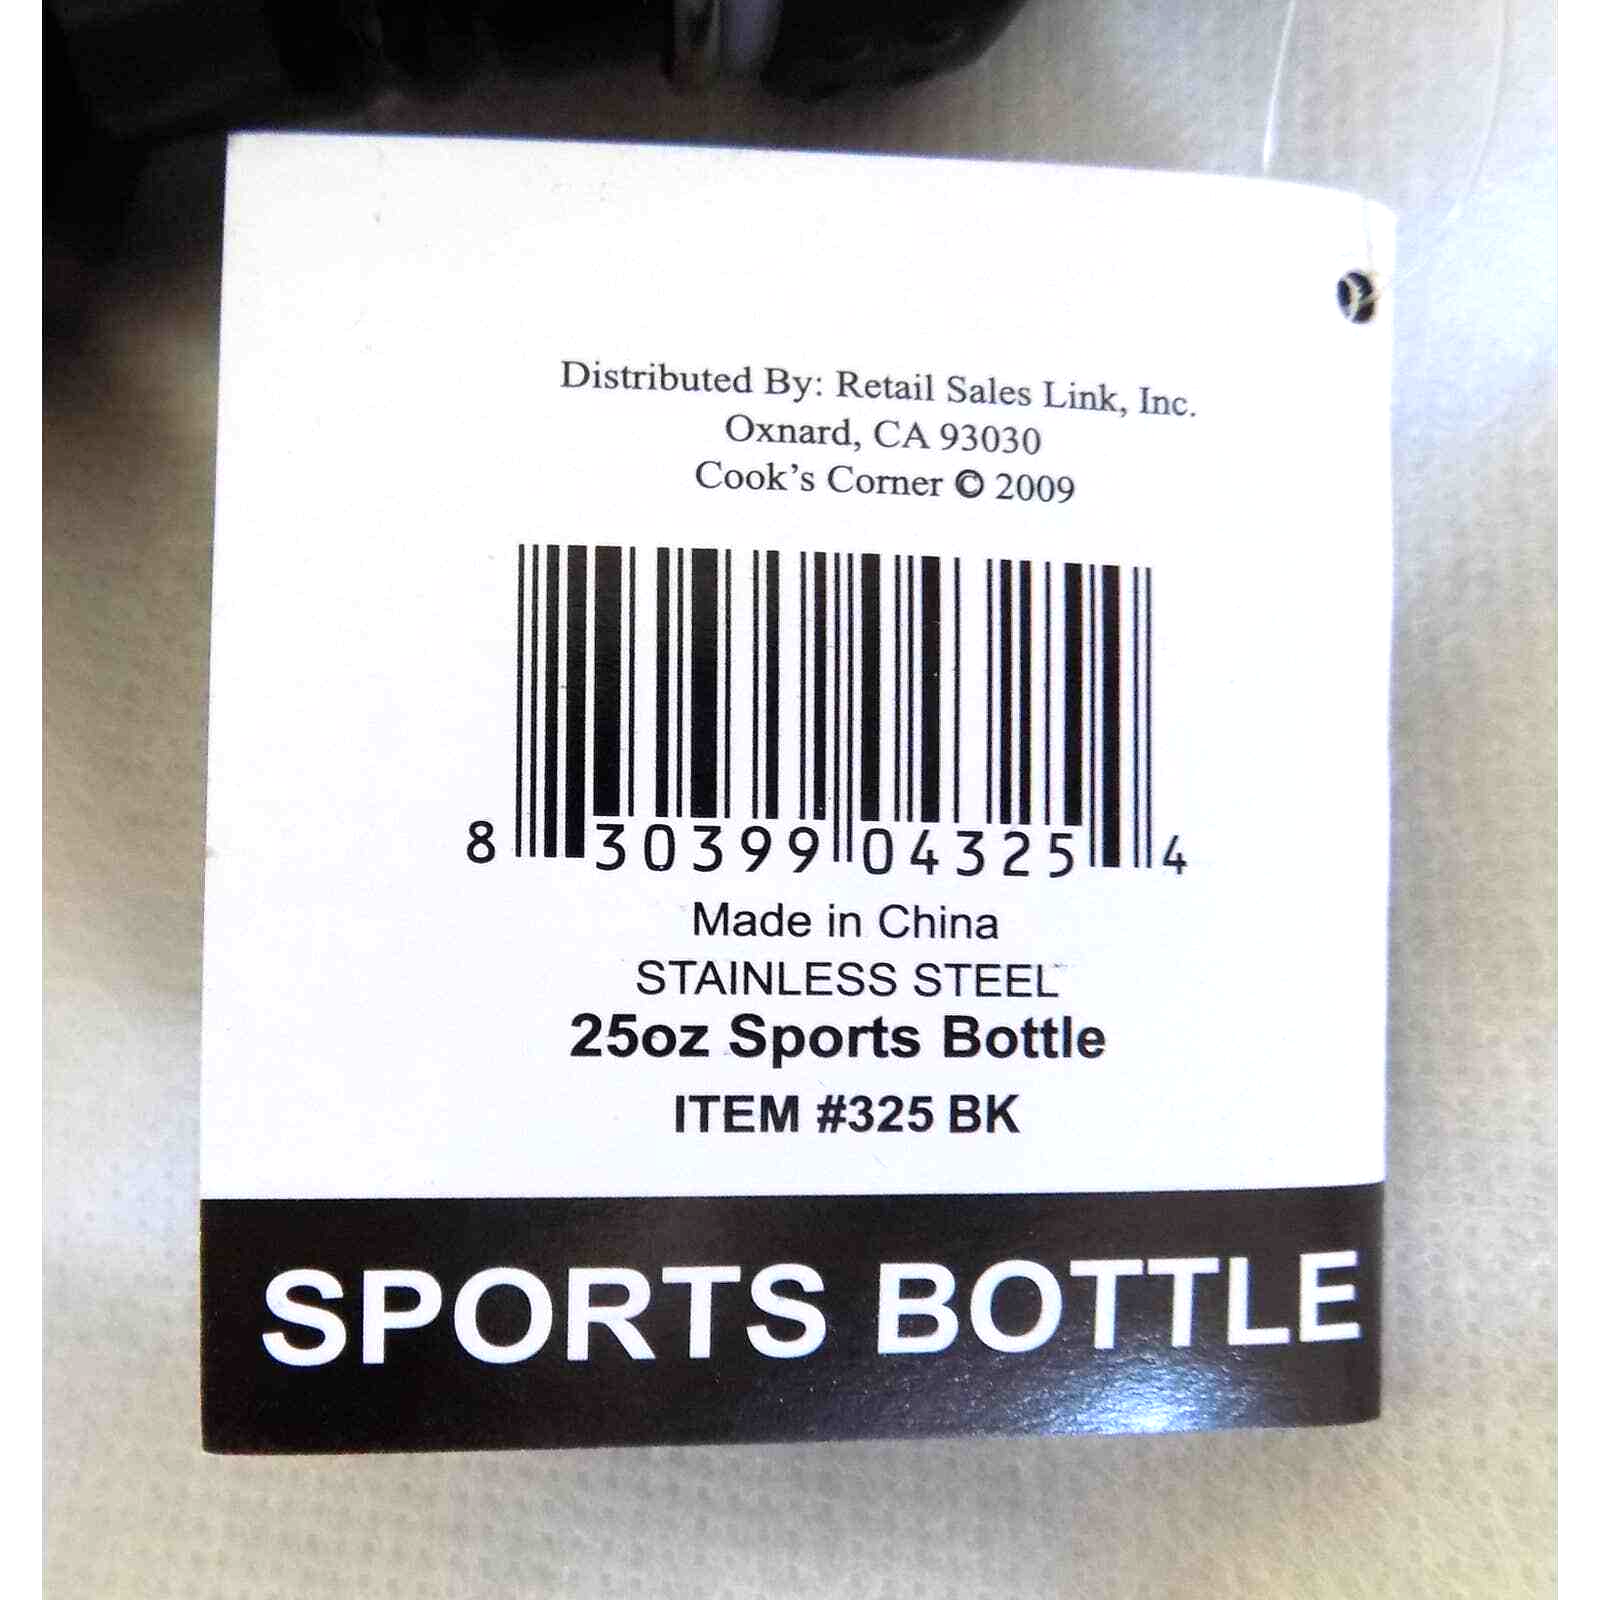 Distributed By: Retail Sales Link, Inc.
Oxnard, CA 93030
Cook's Corner © 2009
8 30399 04325 4
Made in China
STAINLESS STEEL
25oz Sports Bottle
ITEM #325 BK
SPORTS BOTTLE